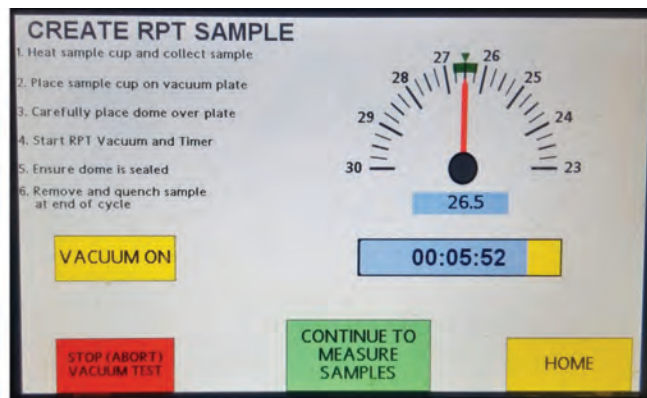 CREATE RPT SAMPLE
1. Heat sample cup and collect sample
2. Place sample cup on vacuum plate
3. Carefully place dome over plate
4. Start RPT Vacuum and Timer
5. Ensure dome is sealed
6. Remove and quench sample
at end of cycle
30
29
28
27
26
25
24
23
26.5
00:05:52
VACUUM ON
STOP (ABORT)
VACUUM TEST
CONTINUE TO
MEASURE
SAMPLES
HOME